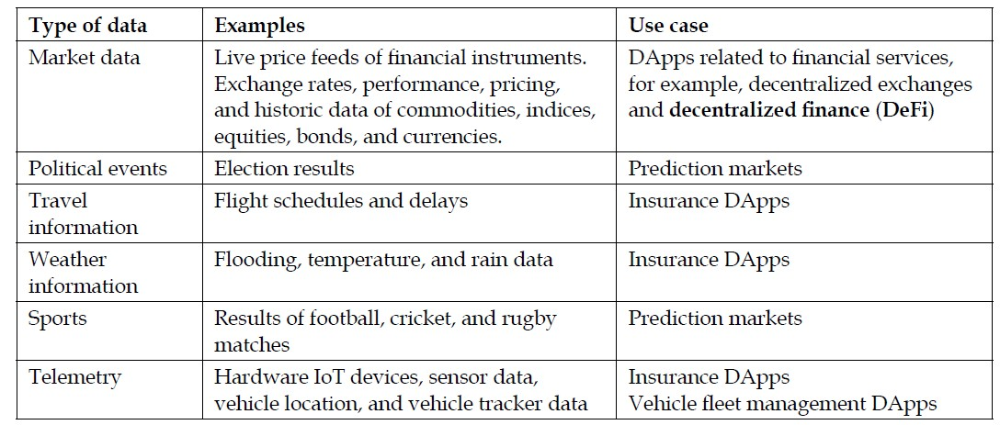 Type of data
Examples
Use case
Market data
Live price feeds of financial instruments.
Exchange rates, performance, pricing,
and historic data of commodities, indices,
equities, bonds, and currencies.
DApps related to financial services,
for example, decentralized exchanges
and decentralized finance (DeFi)
Political events
Election results
Prediction markets
Travel
information
Flight schedules and delays
Insurance DApps
Weather
information
Flooding, temperature, and rain data
Insurance DApps
Sports
Results of football, cricket, and rugby
matches
Prediction markets
Telemetry
Hardware IoT devices, sensor data,
vehicle location, and vehicle tracker data
Insurance DApps
Vehicle fleet management DApps